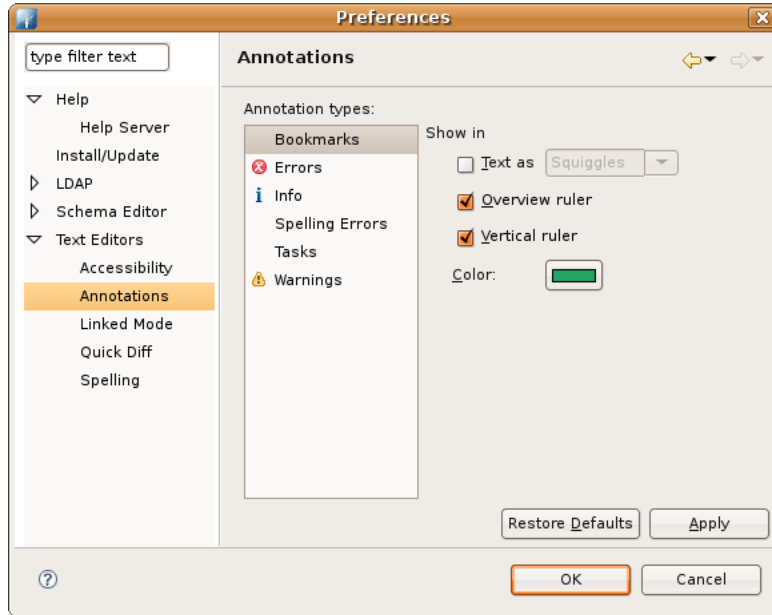 Preferences
type filter text
Help
Help Server
Install/Update
LDAP
Schema Editor
Text Editors
Accessibility
Annotations
Linked Mode
Quick Diff
Spelling
Annotations
Annotation types:
Bookmarks
Errors
Info
Spelling Errors
Tasks
Warnings
Show in
Text as Squiggles
Overview ruler
Vertical ruler
Color:
Restore Defaults Apply
OK Cancel